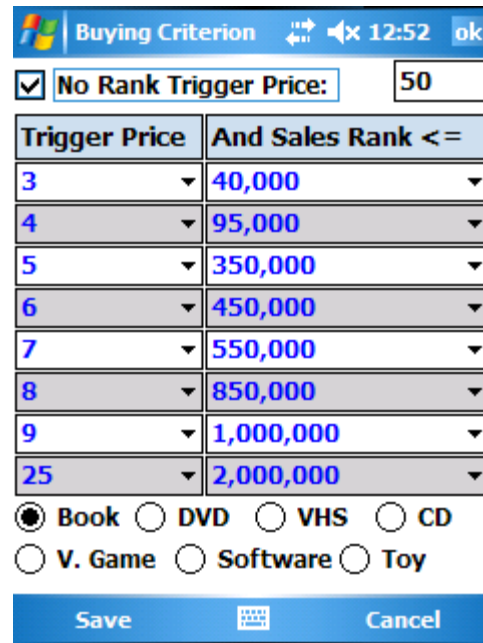 Buying Criterion 12:52 ok
No Rank Trigger Price: 50
Trigger Price And Sales Rank <=
3 40,000
4 95,000
5 350,000
6 450,000
7 550,000
8 850,000
9 1,000,000
25 2,000,000
Book DVD VHS CD
V. Game Software Toy
Save Cancel